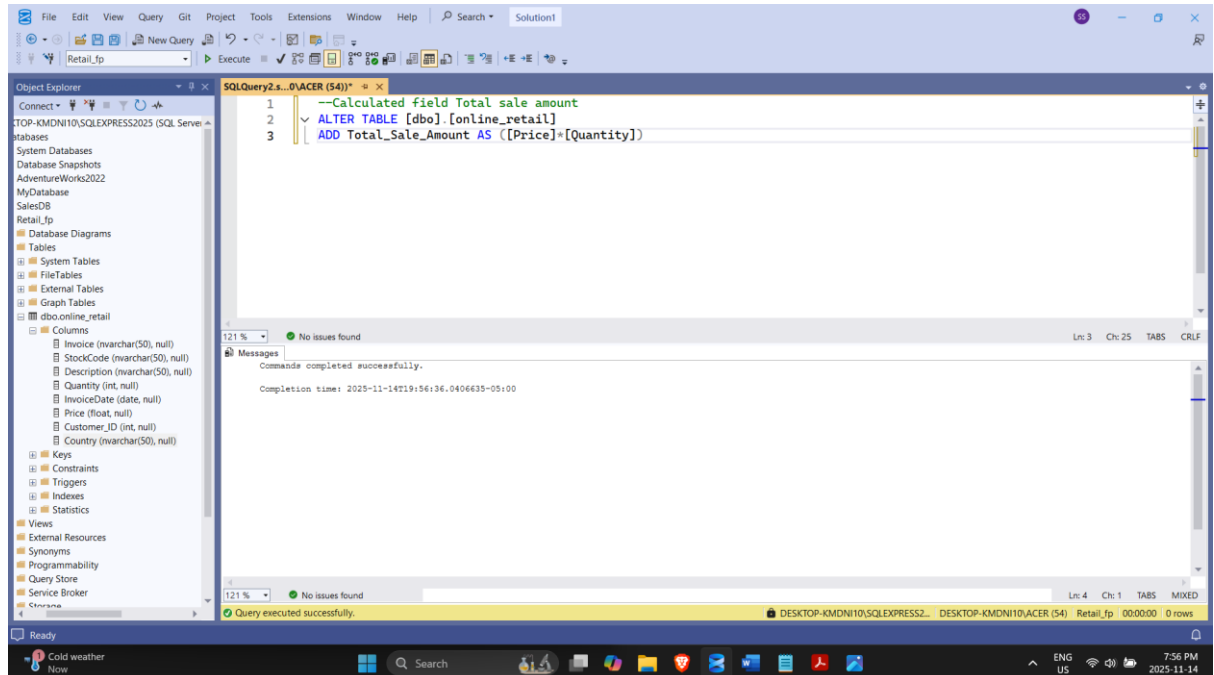 File Edit View Query Git Project Tools Extensions Window Help Search Solution1 SS
New Query
Retail_fp Execute
Object Explorer
Connect
TOP-KMDNI10\SQLEXPRESS2025 (SQL Server
atabases
System Databases
Database Snapshots
AdventureWorks2022
MyDatabase
SalesDB
Retail_fp
Database Diagrams
Tables
System Tables
FileTables
External Tables
Graph Tables
dbo.online_retail
Columns
Invoice (nvarchar(50), null)
StockCode (nvarchar(50), null)
Description (nvarchar(50), null)
Quantity (int, null)
InvoiceDate (date, null)
Price (float, null)
Customer_ID (int, null)
Country (nvarchar(50), null)
Keys
Constraints
Triggers
Indexes
Statistics
Views
External Resources
Synonyms
Programmability
Query Store
Service Broker
Storage
SQLQuery2.s...0\ACER (54))*
1 --Calculated field Total sale amount
2 ALTER TABLE [dbo].[online_retail]
3 ADD Total_Sale_Amount AS ([Price]*[Quantity])
121 % No issues found Ln: 3 Ch: 25 TABS CRLF
Messages
Commands completed successfully.
Completion time: 2025-11-14T19:56:36.0406635-05:00
121 % No issues found Ln: 4 Ch: 1 TABS MIXED
Query executed successfully. DESKTOP-KMDNI10\SQLEXPRESS2... DESKTOP-KMDNI10\ACER (54) Retail_fp 00:00:00 0 rows
Ready
1 Cold weather
Now
Search
ENG
US
7:56 PM
2025-11-14